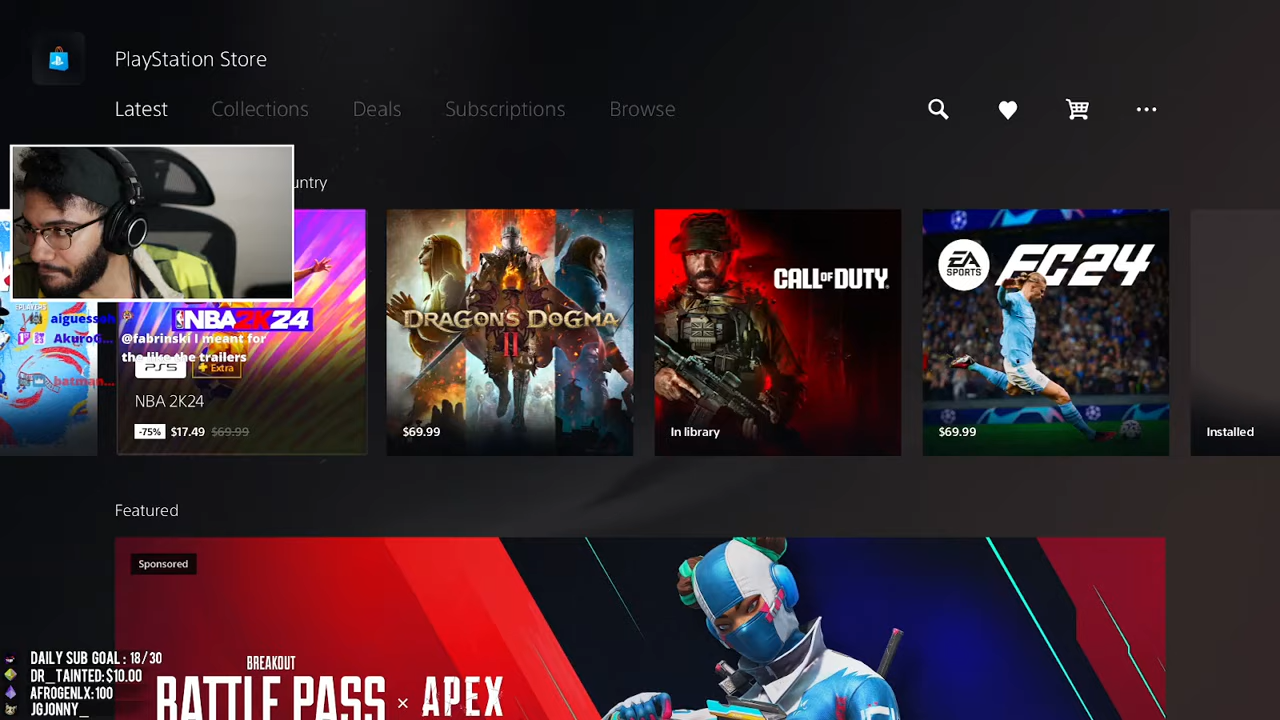 PlayStation Store
Latest Collections Deals Subscriptions Browse
untry
aiguesso
AkuroG...
batman...
@fabrinski I meant for
the like the trailers
NBA 2K24
PS5
Extra
NBA 2K24
-75% $17.49 $69.99
DRAGON'S DOGMA
II
$69.99
CALL OF DUTY
In library
EA
SPORTS
FC24
$69.99
Installed
Featured
Sponsored
BREAKOUT
BATTLE PASS × APEX
DAILY SUB GOAL : 18/30
DR_TAINTED:$10.00
AFROGENLX:100
JGJONNY_